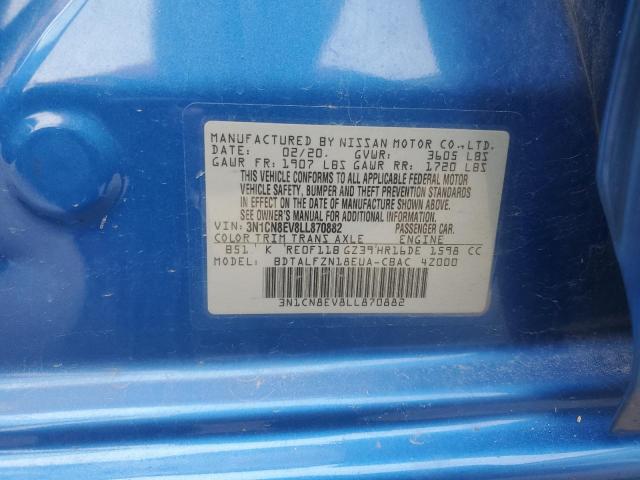 MANUFACTURED BY NISSAN MOTOR CO.,LTD.
DATE: 02/20. GVWR: 3605 LBS
GAWR FR: 1907 LBS GAWR RR: 1720 LBS
THIS VEHICLE CONFORMS TO ALL APPLICABLE FEDERAL MOTOR
VEHICLE SAFETY, BUMPER AND THEFT PREVENTION STANDARDS
IN EFFECT ON THE DATE OF MANUFACTURE SHOWN ABOVE.
SEE OWNER'S MANUAL FOR ADDITIONAL INFORMATION.
VIN: 3N1CN8EV8LL870882 PASSENGER CAR.
COLOR TRIM TRANS AXLE ENGINE
B51 K RE0F11B GZ39 HR16DE 1598 CC
MODEL: BDTALFZN18EUA-CBAC 4Z000
3N1CN8EV8LL870882